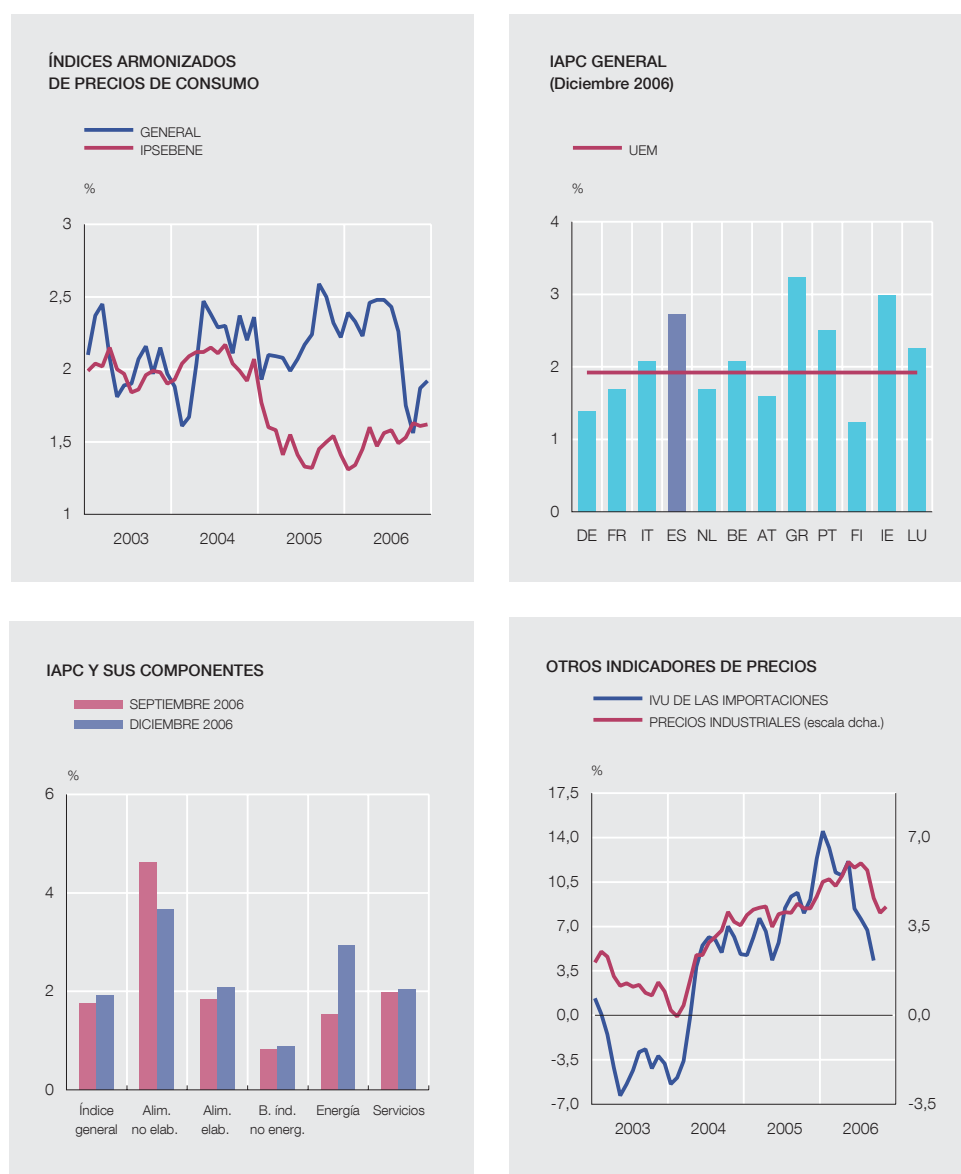 ÍNDICES ARMONIZADOS
DE PRECIOS DE CONSUMO
GENERAL
IPSEBENE
%
3
2,5
2
1,5
1
2003 2004 2005 2006
IAPC GENERAL
(Diciembre 2006)
UEM
%
4
3
2
1
0
DE FR IT ES NL BE AT GR PT FI IE LU
IAPC Y SUS COMPONENTES
SEPTIEMBRE 2006
DICIEMBRE 2006
%
6
4
2
0
Índice Alim. Alim. B. índ. Energía Servicios
general no elab. elab. no energ.
OTROS INDICADORES DE PRECIOS
IVU DE LAS IMPORTACIONES
PRECIOS INDUSTRIALES (escala dcha.)
%
17,5
14,0 7,0
10,5
7,0 3,5
3,5
0,0 0,0
-3,5
-7,0 -3,5
2003 2004 2005 2006